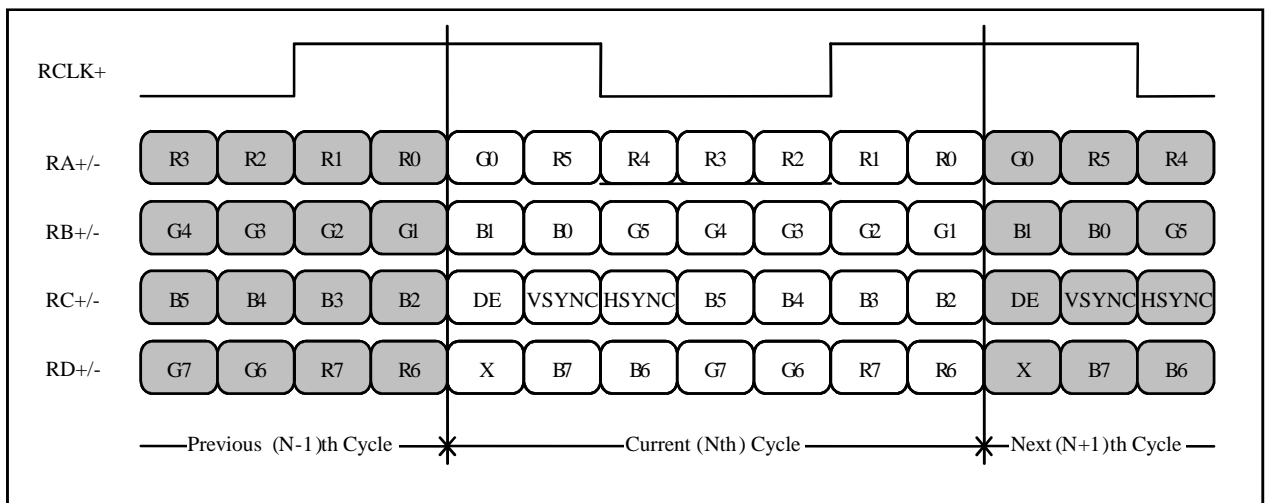 RCLK+
RA+/- R3 R2 R1 R0 G0 R5 R4 R3 R2 R1 R0 G0 R5 R4
RB+/- G4 G3 G2 G1 B1 B0 G5 G4 G3 G2 G1 B1 B0 G5
RC+/- B5 B4 B3 B2 DE VSYNC HSYNC B5 B4 B3 B2 DE VSYNC HSYNC
RD+/- G7 G6 R7 R6 X B7 B6 G7 G6 R7 R6 X B7 B6
Previous (N-1)th Cycle Current (Nth) Cycle Next (N+1)th Cycle